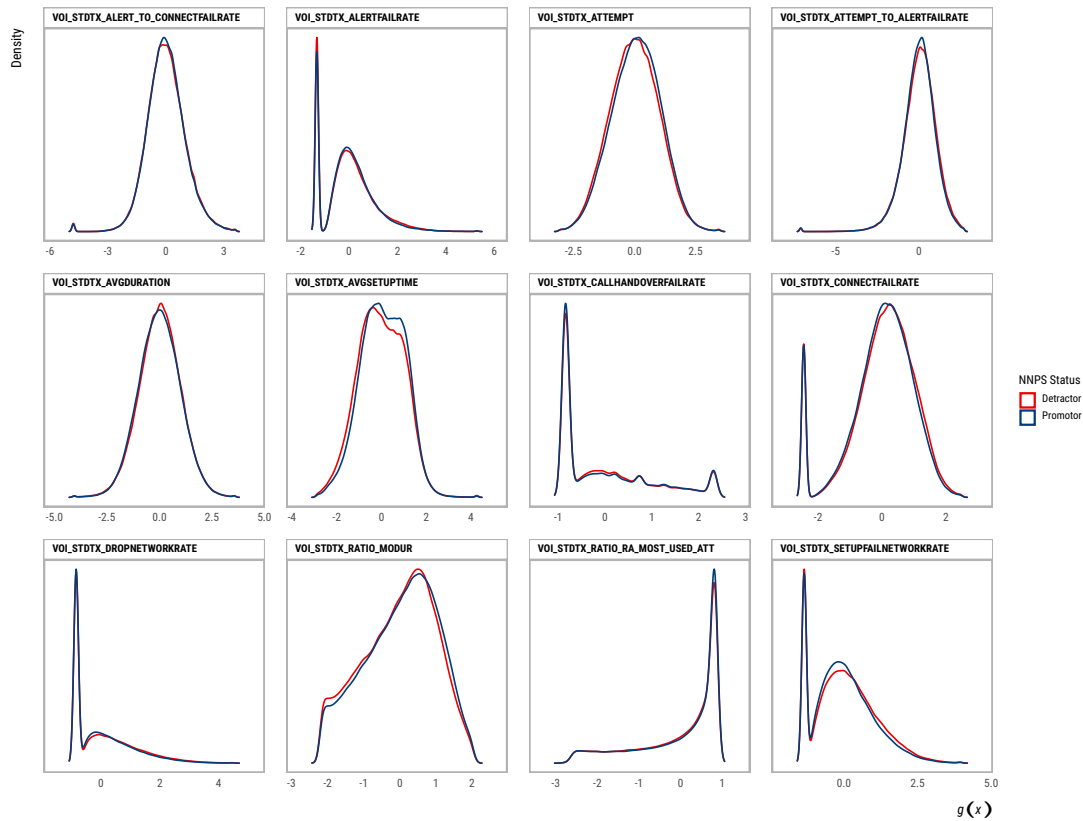 Density
VOI_STDTX_ALERT_TO_CONNECTFAILRATE
VOI_STDTX_ALERTFAILRATE
VOI_STDTX_ATTEMPT
VOI_STDTX_ATTEMPT_TO_ALERTFAILRATE
-6 -3 0 3
-2 0 2 4 6
-2.5 0.0 2.5
-5 0
VOI_STDTX_AVGDURATION
VOI_STDTX_AVGSETUPTIME
VOI_STDTX_CALLHANDOVERFAILRATE
VOI_STDTX_CONNECTFAILRATE
-5.0 0.0 2.5 5.0
-4 -2 0 2 4
-1 0 1 2 3
-2 0 2
VOI_STDTX_DROPNETWORKRATE
VOI_STDTX_RATIO_MODUR
VOI_STDTX_RATIO_RA_MOST_USED_ATT
VOI_STDTX_SETUPFAILNETWORKRATE
0 2 4
-3 -2 -1 0 1 2
-3 -2 -1 0 1
0.0 2.5 5.0
g(x)
NNPS Status
Detractor
Promotor